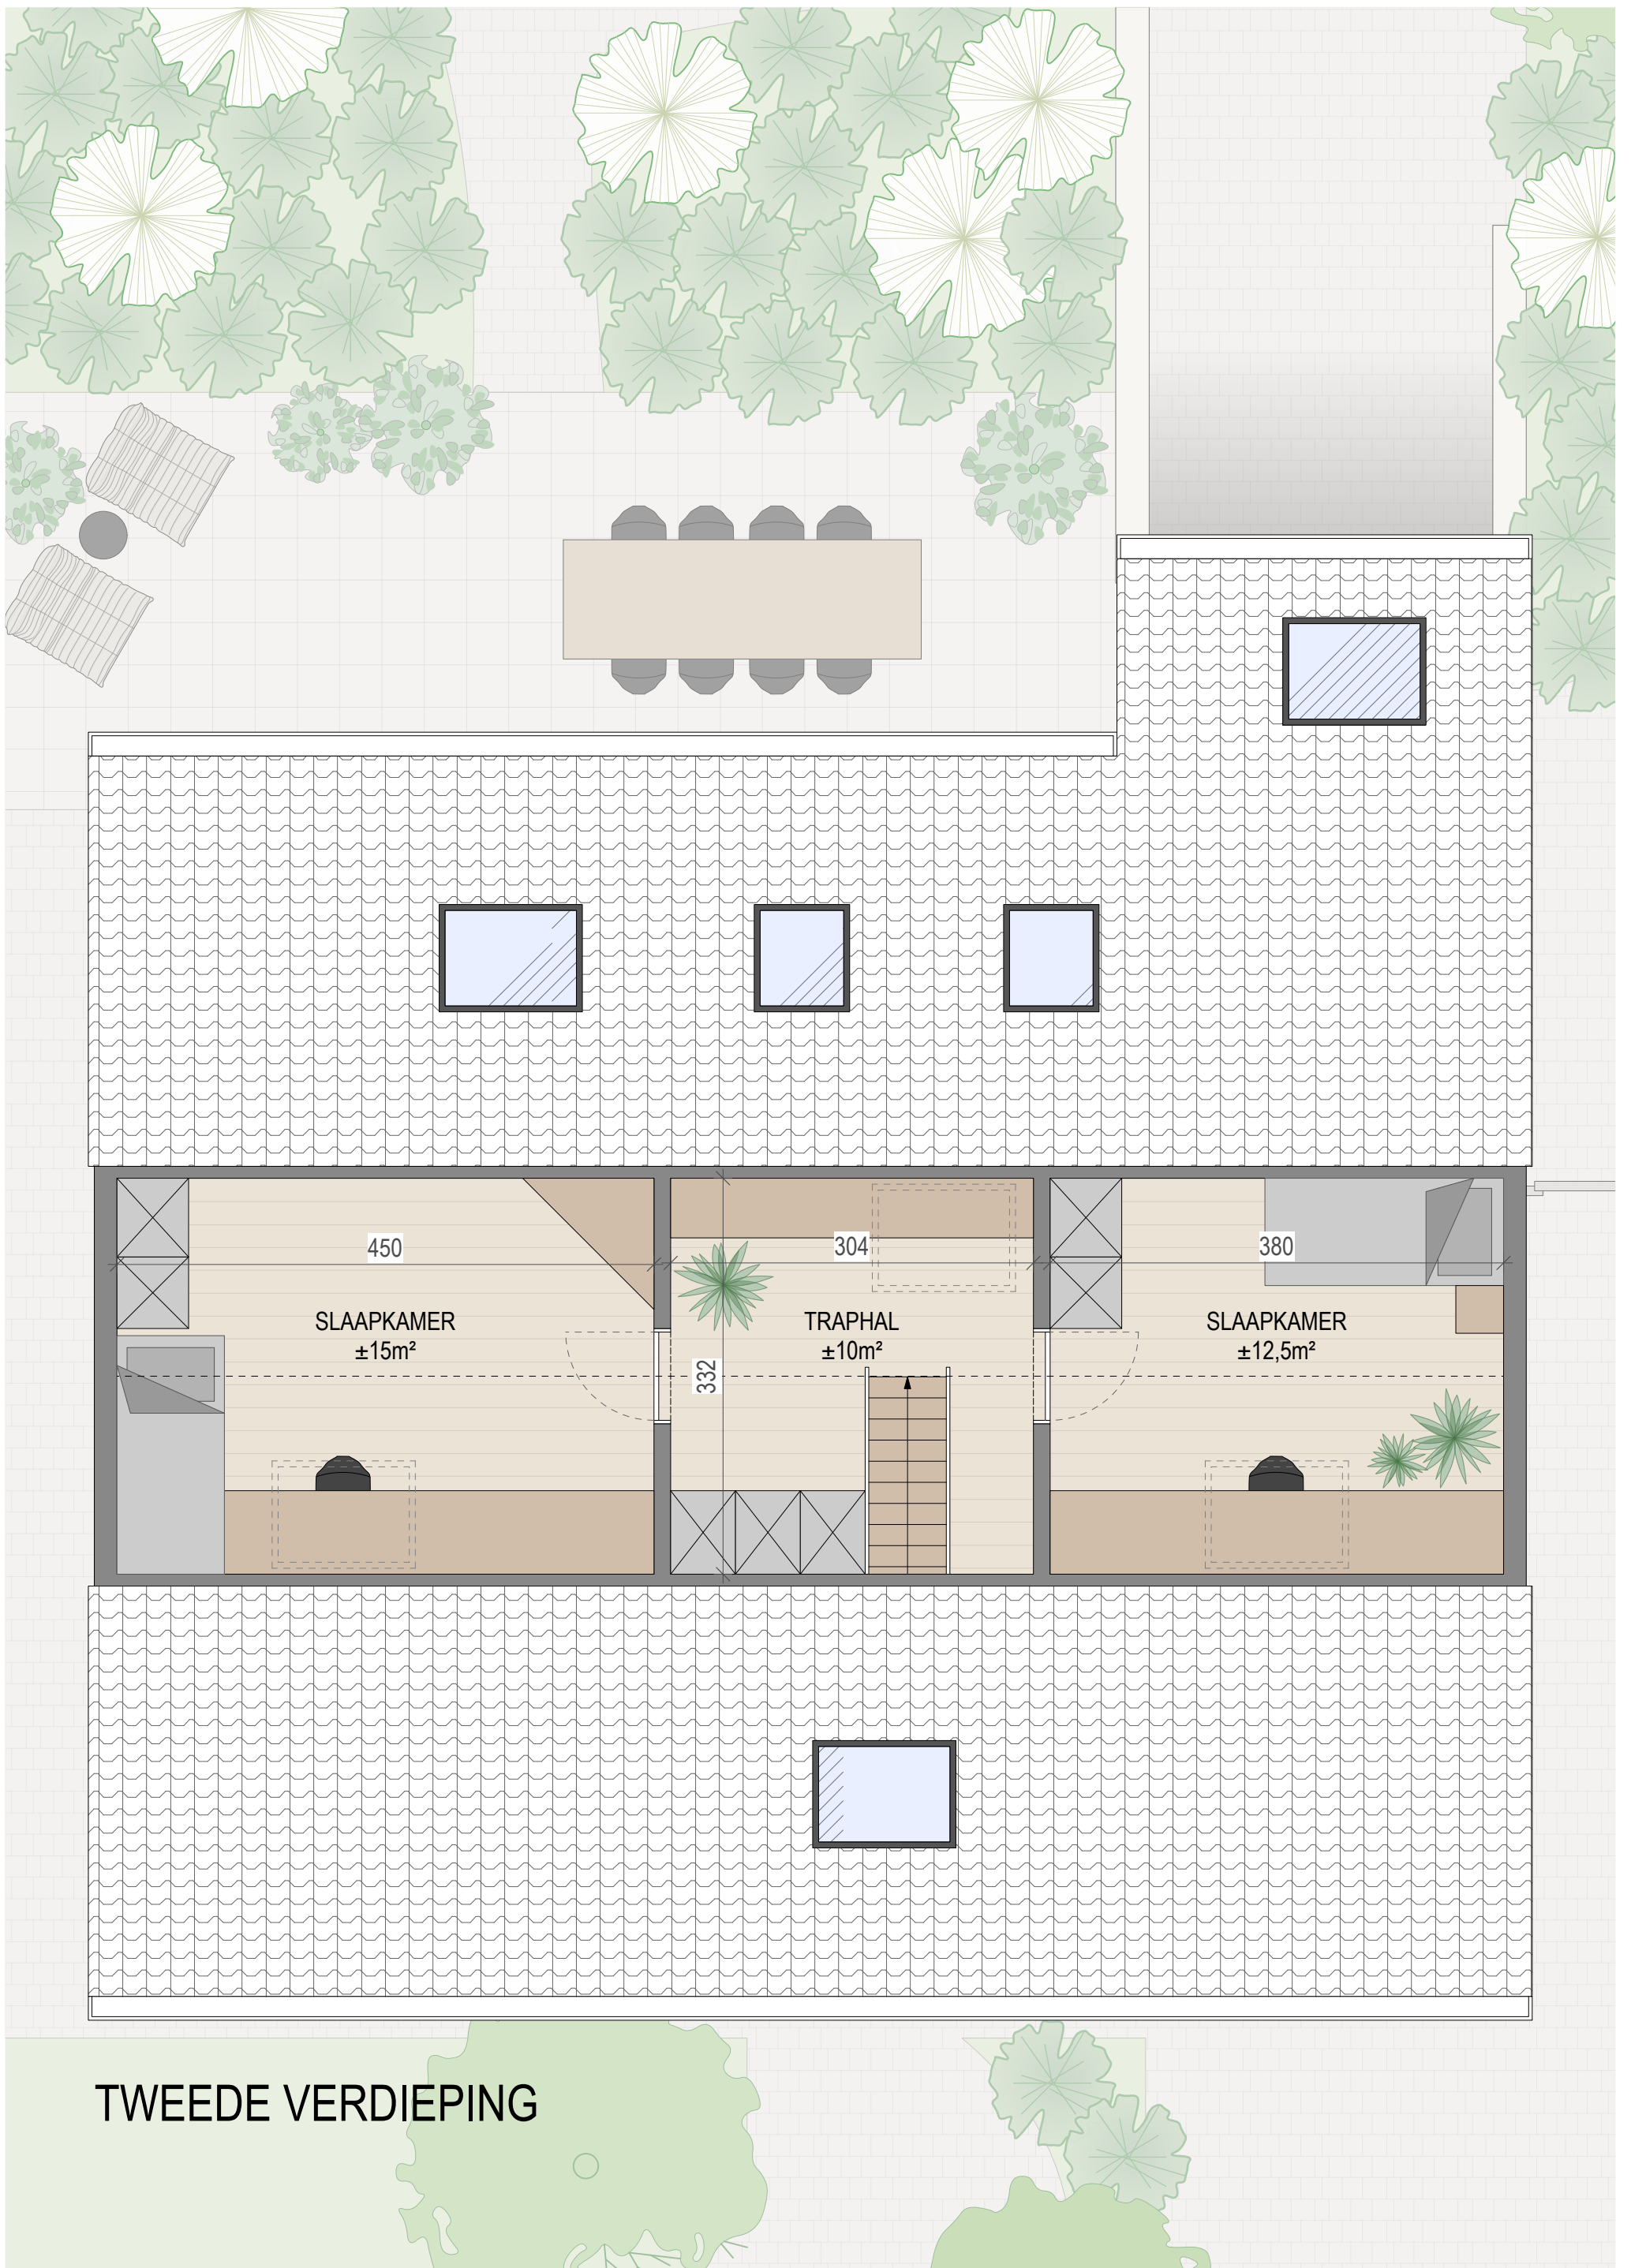 450
304
380
SLAAPKAMER
±15m²
TRAPHAL
±10m²
SLAAPKAMER
±12,5m²
332
TWEEDE VERDIEPING